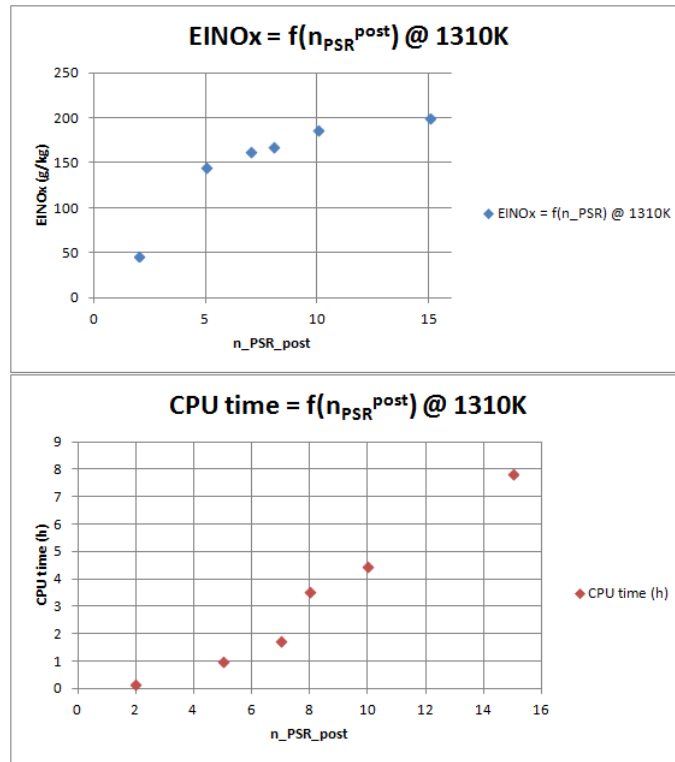 EINOx = f(nPSRpost) @ 1310K
250
200
150
100
50
0
EINOx (g/kg)
0 5 10 15
n_PSR_post
EINOx = f(n_PSR) @ 1310K
CPU time = f(nPSRpost) @ 1310K
9
8
7
6
5
4
3
2
1
0
CPU time (h)
0 2 4 6 8 10 12 14 16
n_PSR_post
CPU time (h)